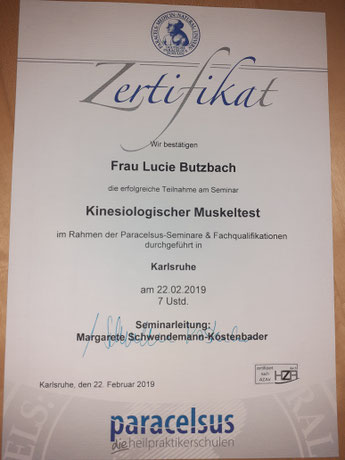 Zertifikat
Wir bestätigen
Frau Lucie Butzbach
die erfolgreiche Teilnahme am Seminar
Kinesiologischer Muskeltest
im Rahmen der Paracelsus-Seminare & Fachqualifikationen
durchgeführt in
Karlsruhe
am 22.02.2019
7 Ustd.
Seminarleitung:
Margarete Schwendemann-Kostenbader
Karlsruhe, den 22. Februar 2019
paracelsus
die heilpraktikerschulen